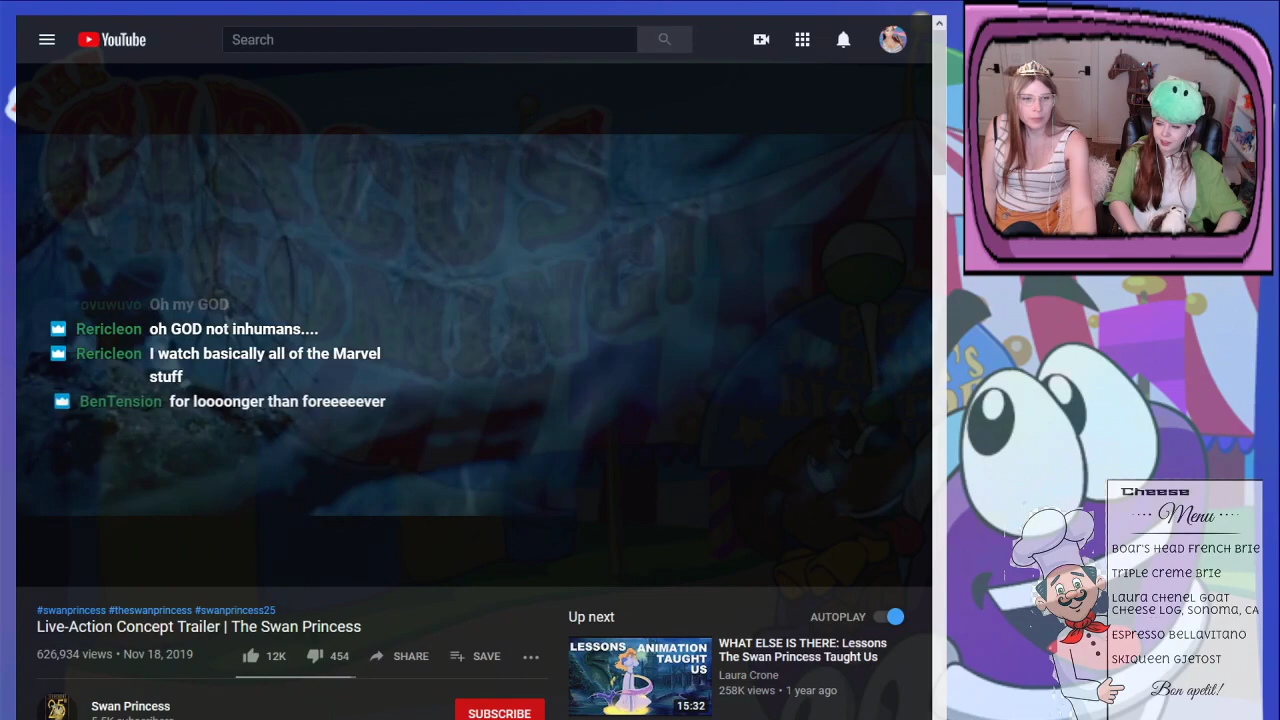 YouTube
Search
THE
CIRCUS
IS COMING!
ovuwuvo Oh my GOD
Rericleon oh GOD not inhumans....
Rericleon I watch basically all of the Marvel
stuff
BenTension for loooonger than foreeeeever
#swanprincess #theswanprincess #swanprincess25
Live-Action Concept Trailer | The Swan Princess
626,934 views • Nov 18, 2019
12K
454
SHARE
SAVE
Swan Princess
SUBSCRIBE
Up next
AUTOPLAY
LESSONS
ANIMATION
TAUGHT
US
15:32
WHAT ELSE IS THERE: Lessons
The Swan Princess Taught Us
Laura Crone
258K views • 1 year ago
Cheese
Menu
Boar's Head French Brie
Triple Creme Brie
Laura Chenel Goat
Cheese Log, Sonoma, CA
Espresso Bellavitano
Skiqueen Gjetost
Bon apetit!